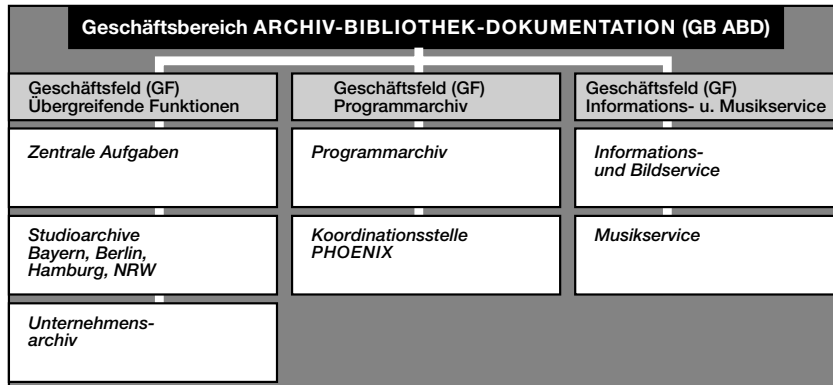 Geschäftsbereich ARCHIV-BIBLIOTHEK-DOKUMENTATION (GB ABD)
Geschäftsfeld (GF)
Übergreifende Funktionen
Zentrale Aufgaben
Studioarchive
Bayern, Berlin,
Hamburg, NRW
Unternehmens-
archiv
Geschäftsfeld (GF)
Programmarchiv
Programmarchiv
Koordinationsstelle
PHOENIX
Geschäftsfeld (GF)
Informations- u. Musikservice
Informations-
und Bildservice
Musikservice